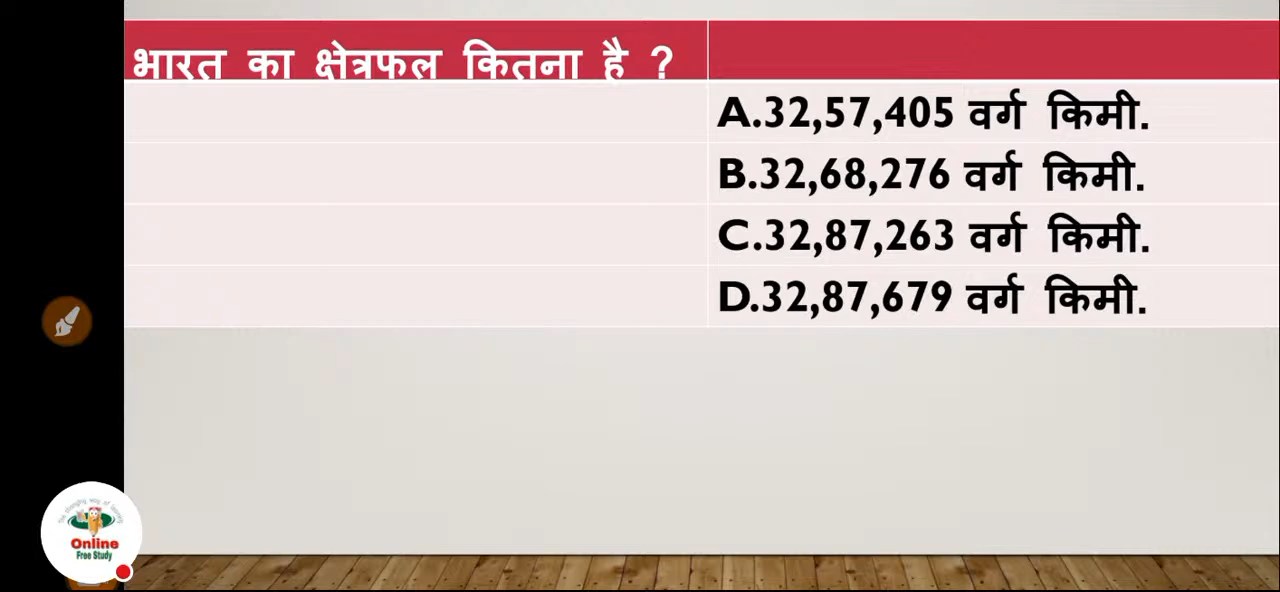 भारत का क्षेत्रफल कितना है ?
A.32,57,405 वर्ग किमी.
B.32,68,276 वर्ग किमी.
C.32,87,263 वर्ग किमी.
D.32,87,679 वर्ग किमी.
Online
Free Study